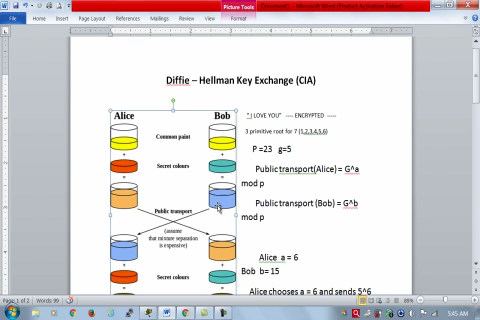 Picture Tools
File
Home
Insert
Page Layout
References
Mailings
Review
View
Format
Diffie – Hellman Key Exchange (CIA)
Alice
Bob
Common paint
Secret colours
Public transport
(assume
that mixture separation
is expensive)
Secret colours
" I LOVE YOU" ---- ENCRYPTED
3 primitive root for 7 (1,2,3,4,5,6)
P =23 g=5
Public transport(Alice) = G^a
mod p
Public transport (Bob) = G^b
mod p
Alice a = 6
Bob b= 15
Alice chooses a = 6 and sends 5^6
Page: 1 of 2
Words: 99
5:45 AM